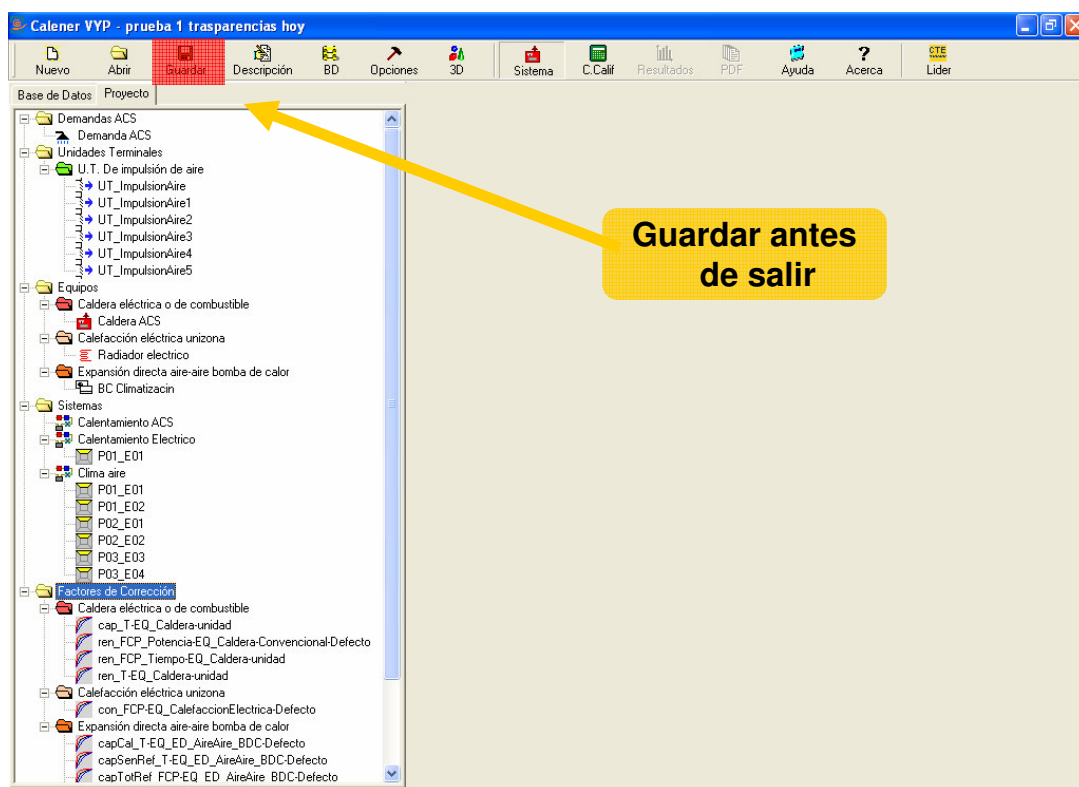 Calener VYP - prueba 1 trasparencias hoy
Nuevo Abrir Guardar Descripción BD Opciones 3D Sistema C.Calif Resultados PDF Ayuda Acerca CTE Lider
Base de Datos Proyecto
Demandas ACS
Demanda ACS
Unidades Terminales
U.T. De impulsión de aire
UT_ImpulsionAire
UT_ImpulsionAire1
UT_ImpulsionAire2
UT_ImpulsionAire3
UT_ImpulsionAire4
UT_ImpulsionAire5
Equipos
Caldera eléctrica o de combustible
Caldera ACS
Calefacción eléctrica unizona
Radiador electrico
Expansión directa aire-aire bomba de calor
BC Climatizacin
Sistemas
Calentamiento ACS
Calentamiento Electrico
P01_E01
Clima aire
P01_E01
P01_E02
P02_E01
P02_E02
P03_E03
P03_E04
Factores de Corrección
Caldera eléctrica o de combustible
cap_T-EQ_Caldera-unidad
ren_FCP_Potencia-EQ_Caldera-Convencional-Defecto
ren_FCP_Tiempo-EQ_Caldera-unidad
ren_T-EQ_Caldera-unidad
Calefacción eléctrica unizona
con_FCP-EQ_CalefaccionElectrica-Defecto
Expansión directa aire-aire bomba de calor
capCal_T-EQ_ED_AireAire_BDC-Defecto
capSenRef_T-EQ_ED_AireAire_BDC-Defecto
capTotRef_FCP-EQ_ED_AireAire_BDC-Defecto
Guardar antes
de salir